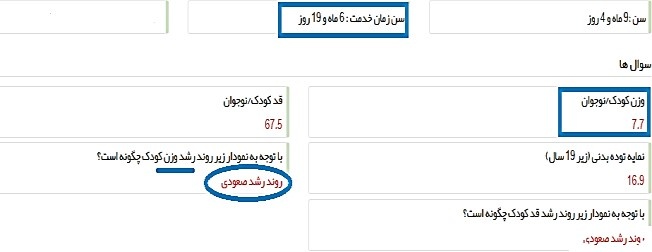 سن :9 ماه و 4 روز
سن زمان خدمت : 6 ماه و 19 روز
سوال ها
وزن کودک/نوجوان
7.7
قد کودک/نوجوان
67.5
نمایه توده بدنی (زیر 19 سال)
16.9
با توجه به نمودار زیر روند رشد وزن کودک چگونه است؟
روند رشد صعودی
با توجه به نمودار زیر روند رشد قد کودک چگونه است؟
روند رشد صعودی